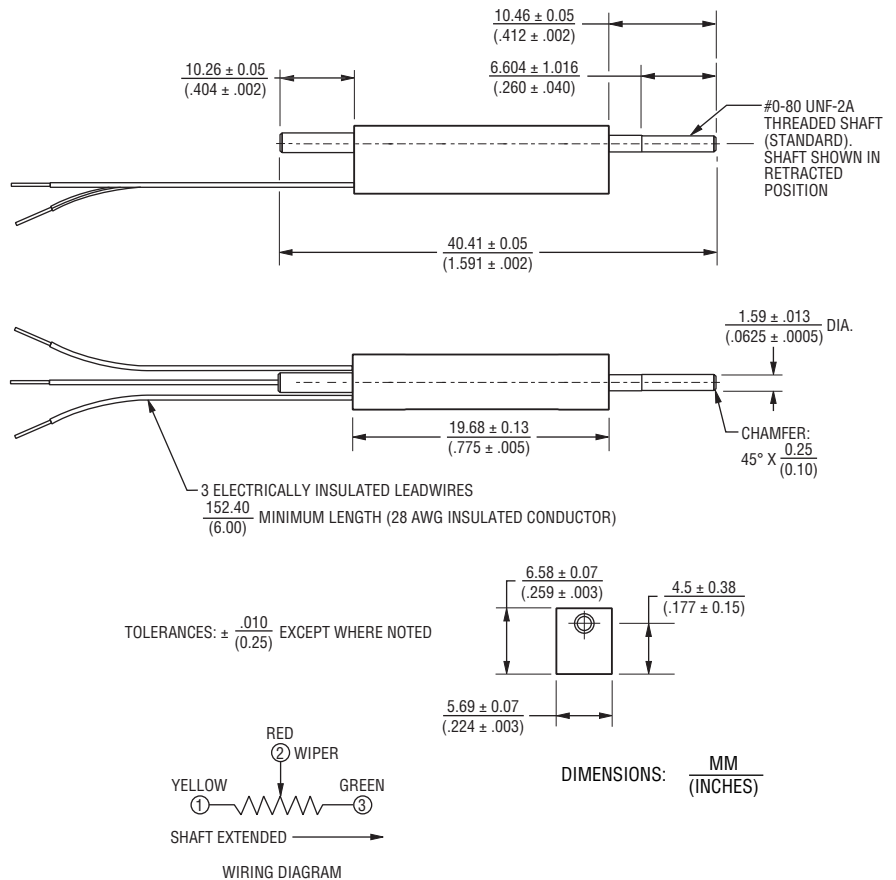 10.46 ± 0.05
(.412 ± .002)
10.26 ± 0.05
(.404 ± .002)
6.604 ± 1.016
(.260 ± .040)
#0-80 UNF-2A
THREADED SHAFT
(STANDARD).
SHAFT SHOWN IN
RETRACTED
POSITION
40.41 ± 0.05
(1.591 ± .002)
1.59 ± .013
(.0625 ± .0005) DIA.
19.68 ± 0.13
(.775 ± .005)
CHAMFER:
45° X 0.25
(0.10)
3 ELECTRICALLY INSULATED LEADWIRES
152.40
(6.00) MINIMUM LENGTH (28 AWG INSULATED CONDUCTOR)
6.58 ± 0.07
(.259 ± .003)
4.5 ± 0.38
(.177 ± 0.15)
TOLERANCES: ± .010
(0.25) EXCEPT WHERE NOTED
5.69 ± 0.07
(.224 ± .003)
RED
2 WIPER
YELLOW GREEN
1 3
SHAFT EXTENDED
WIRING DIAGRAM
DIMENSIONS: MM
(INCHES)